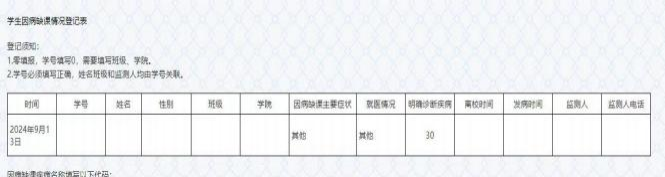 学生因病缺课情况登记表
登记须知：
1.零填报，学号填写0，需要填写班级、学院。
2.学号必须填写正确，姓名班级和监测人均由学号关联。
时间 学号 姓名 性别 班级 学院 因病缺课主要症状 就医情况 明确诊断疾病 离校时间 发病时间 监测人 监测人电话
2024年9月1
3日 其他 其他 30
因病缺课疾病名称填写以下代码：